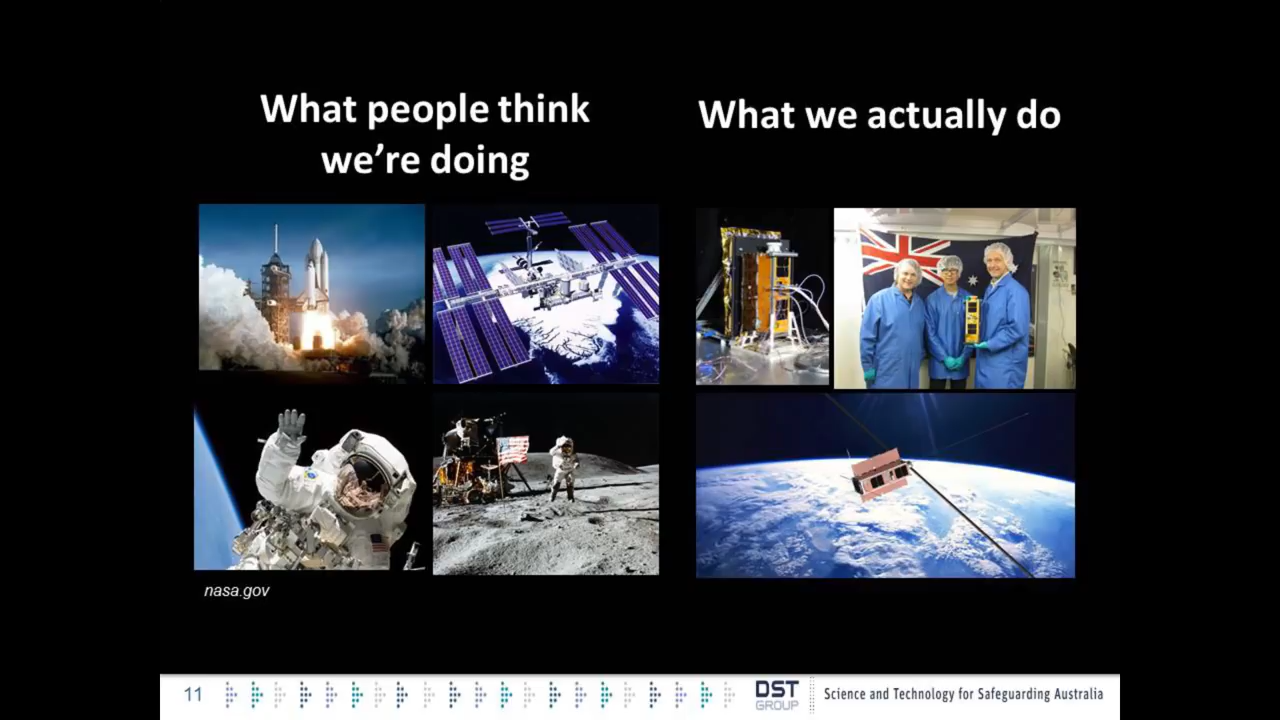 What people think
we're doing
What we actually do
nasa.gov
11
DST
GROUP
Science and Technology for Safeguarding Australia